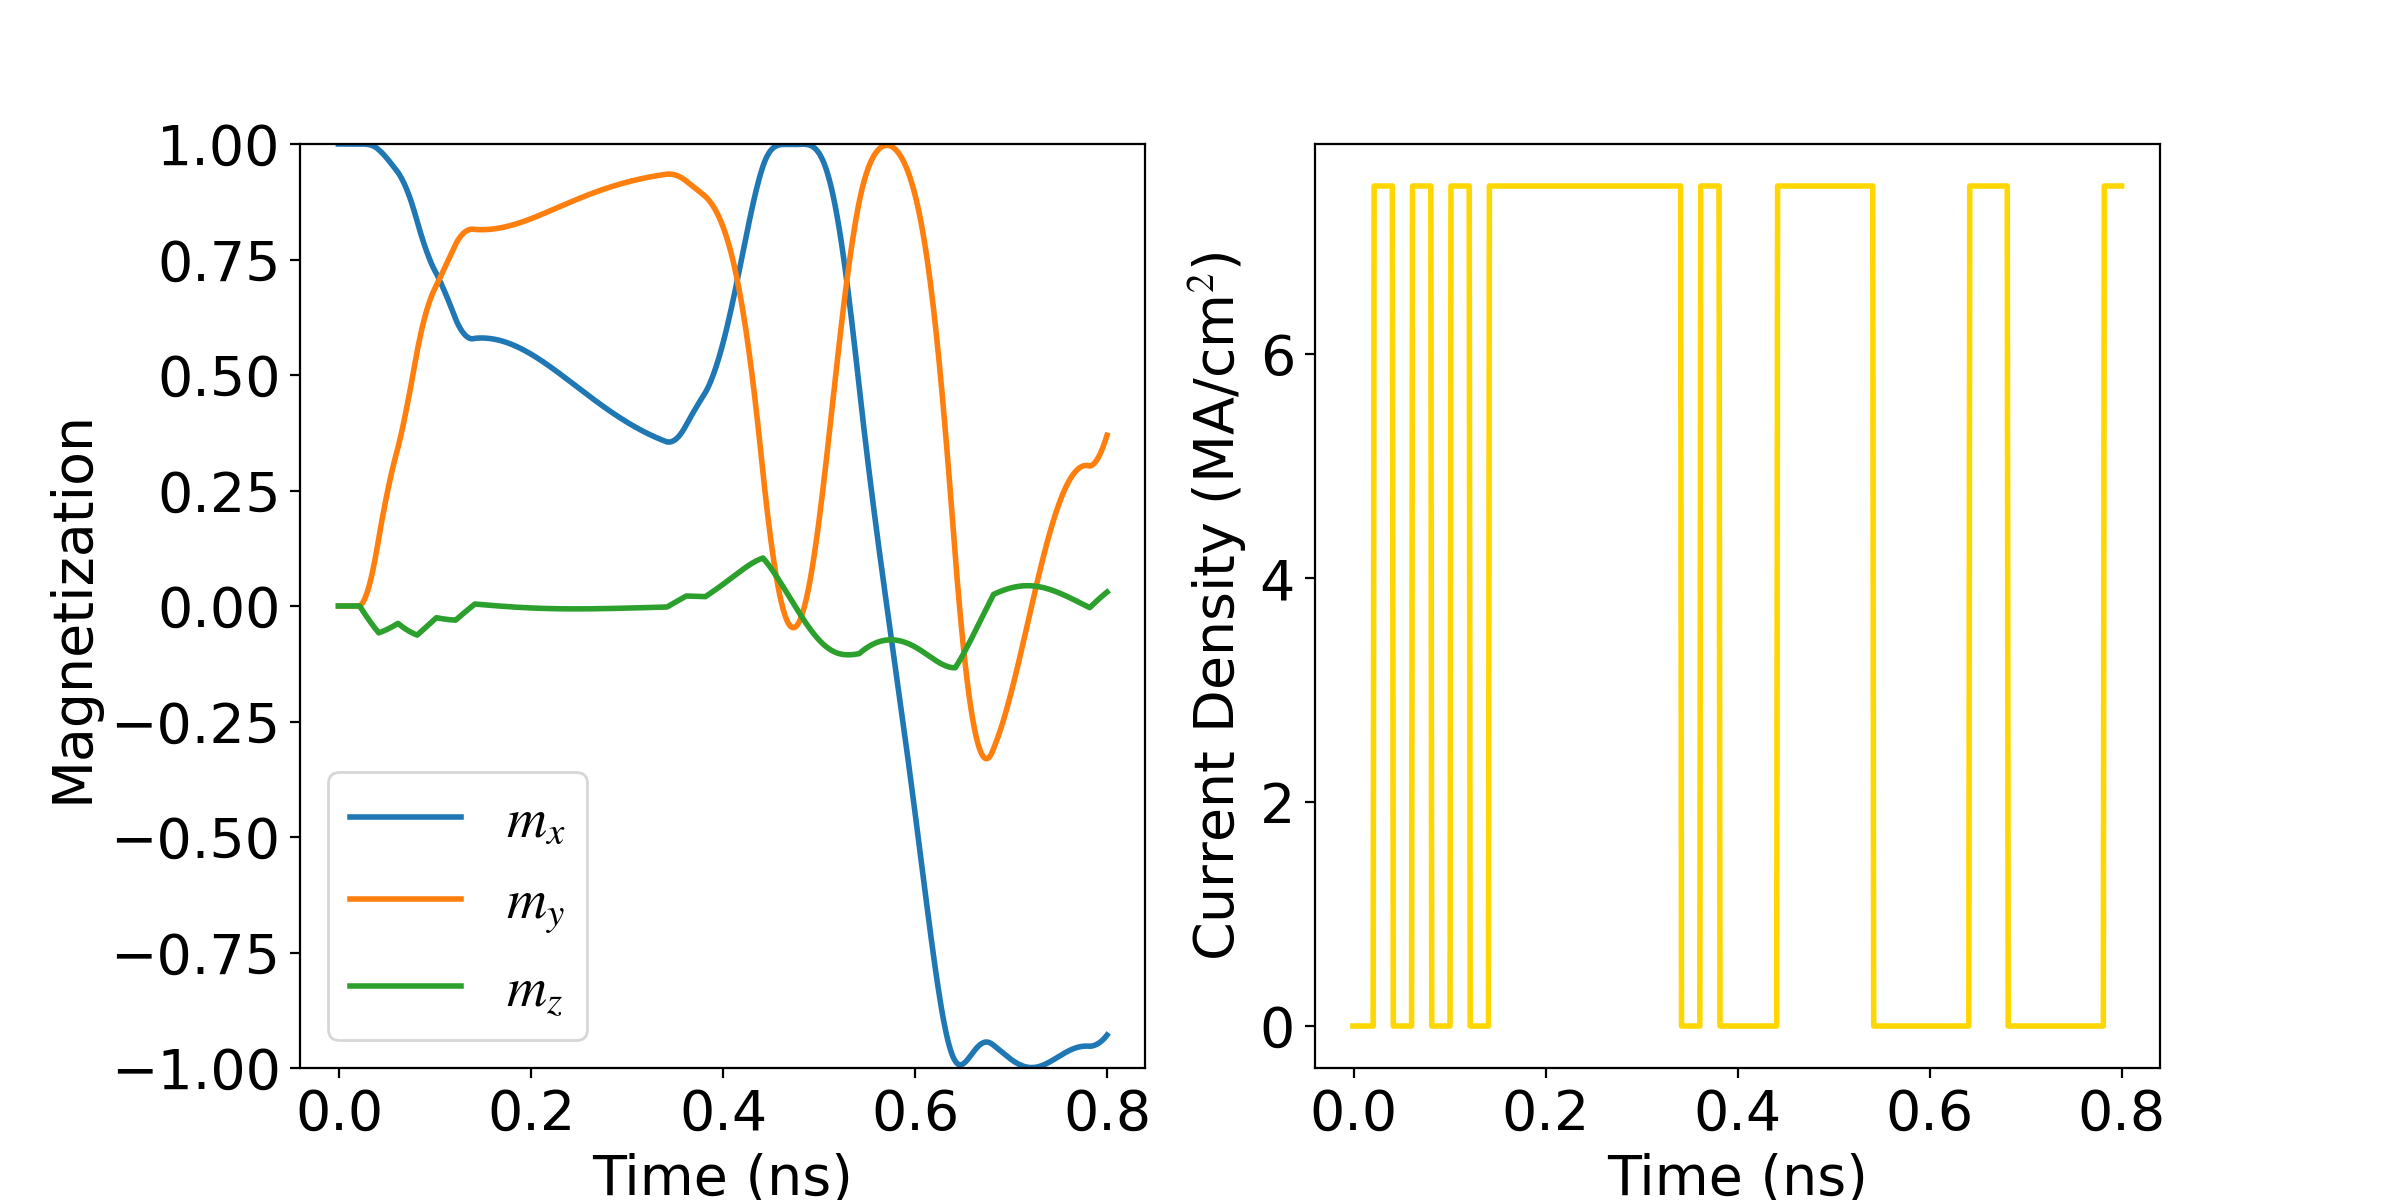 1.00
0.75
0.50
0.25
0.00
−0.25
−0.50
−0.75
−1.00
Magnetization
m_x
m_y
m_z
0.0 0.2 0.4 0.6 0.8
Time (ns)
6
4
2
0
Current Density (MA/cm²)
0.0 0.2 0.4 0.6 0.8
Time (ns)